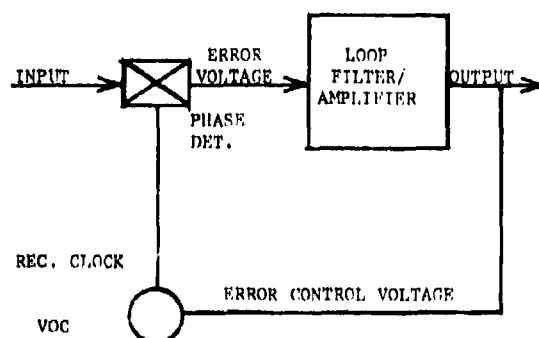 ERROR
VOLTAGE
LOOP
FILTER/
AMPLIFIER
INPUT
OUTPUT
PHASE
DET.
REC. CLOCK
ERROR CONTROL VOLTAGE
VOC